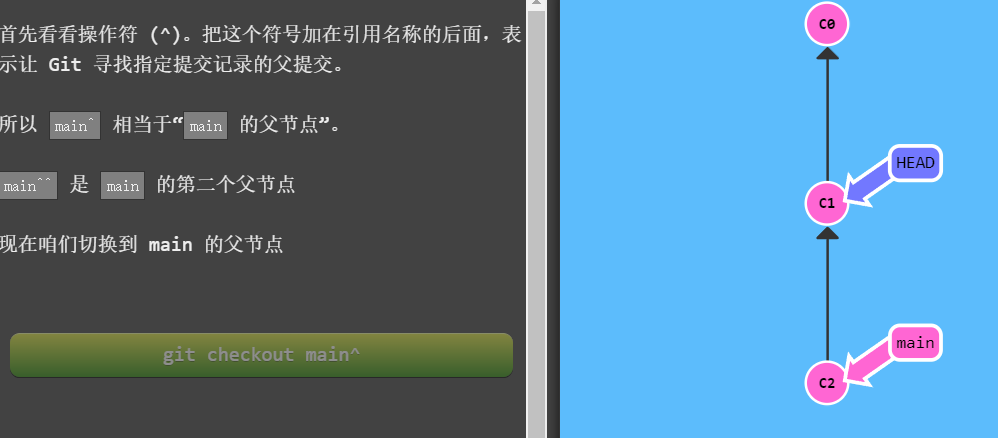 首先看看操作符 (^)。把这个符号加在引用名称的后面，表
示让 Git 寻找指定提交记录的父提交。
所以 main^ 相当于“main 的父节点”。
main^^ 是 main 的第二个父节点
现在咱们切换到 main 的父节点
git checkout main^
C0
HEAD
C1
main
C2